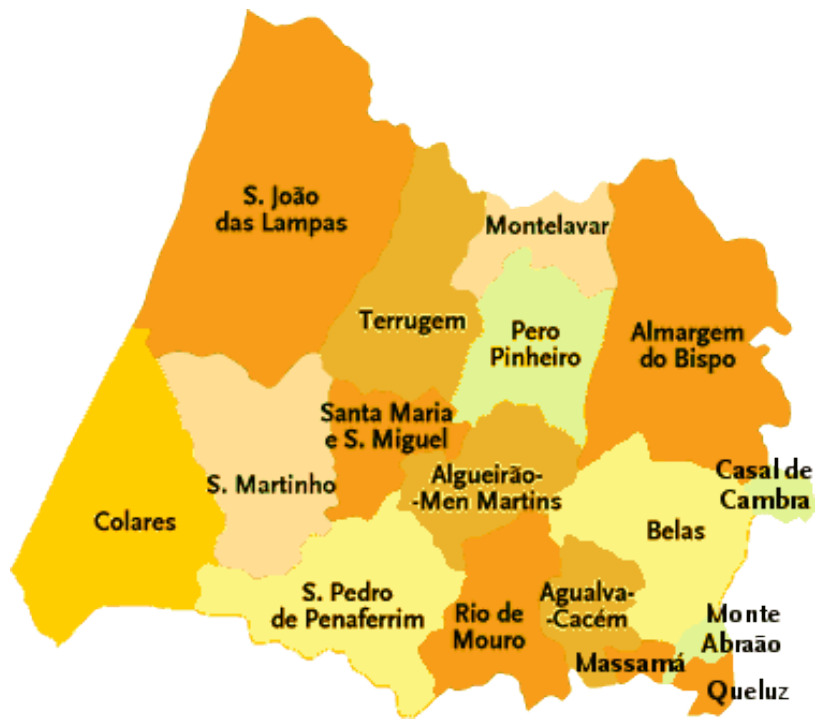 S. João
das Lampas
Montelavar
Terrugem
Pero
Pinheiro
Almargem
do Bispo
Santa Maria
e S. Miguel
S. Martinho
Algueirão-
-Men Martins
Casal de
Cambra
Colares
Belas
S. Pedro
de Penaferrim
Rio de
Mouro
Agualva-
-Cacém
Monte
Abraão
Massamá
Queluz